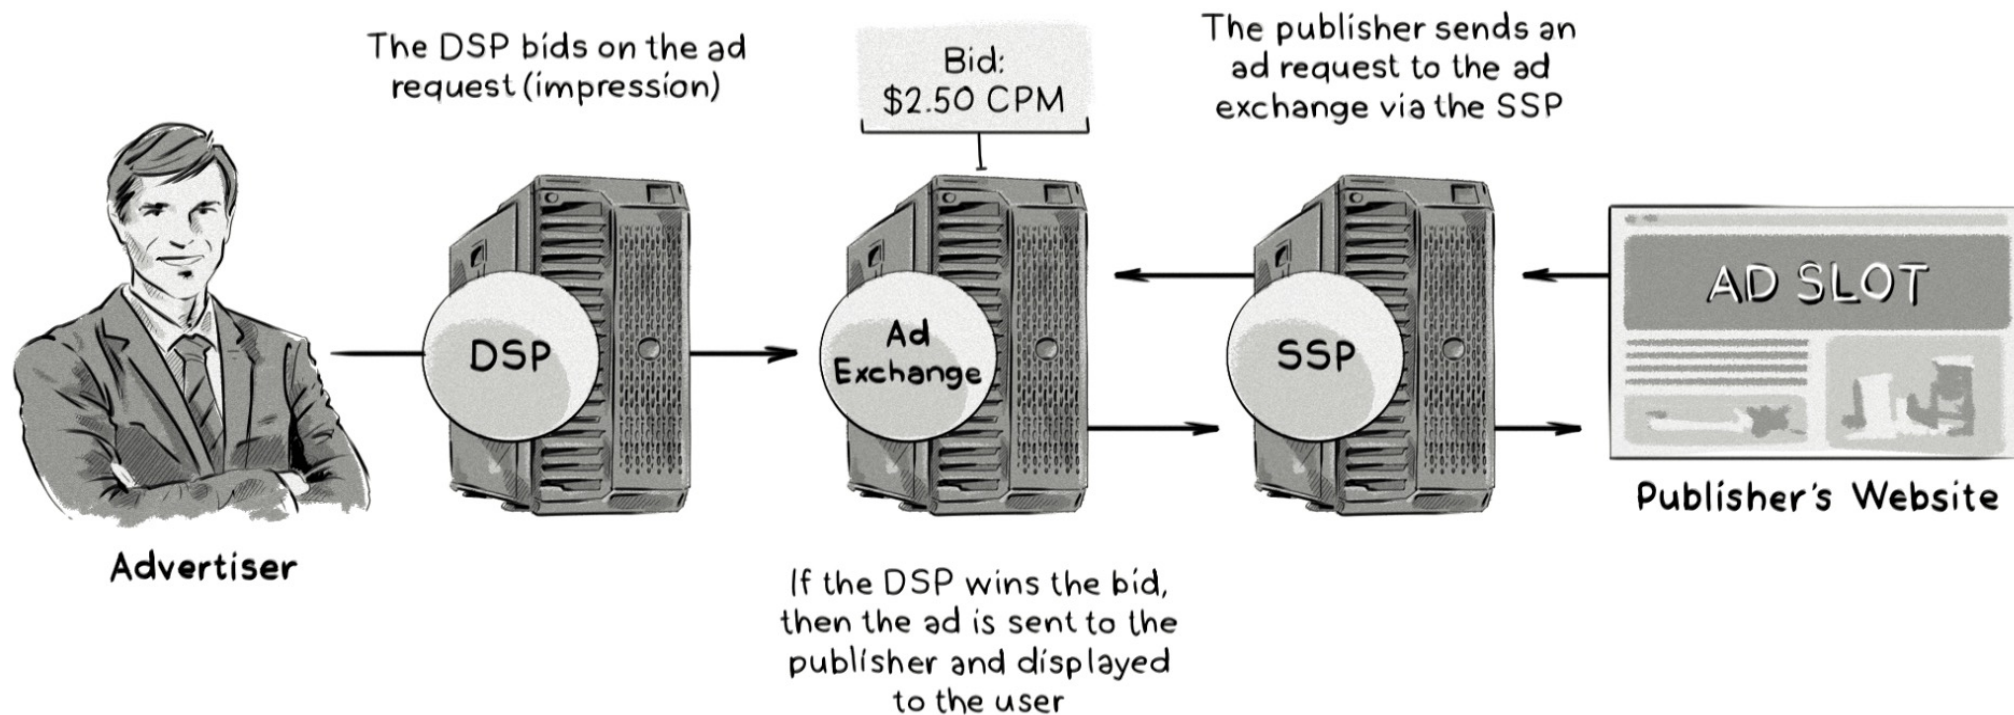 The DSP bids on the ad
request (impression)
Bid:
$2.50 CPM
The publisher sends an
ad request to the ad
exchange via the SSP
AD SLOT
DSP
Ad
Exchange
SSP
Publisher's Website
Advertiser
If the DSP wins the bid,
then the ad is sent to the
publisher and displayed
to the user